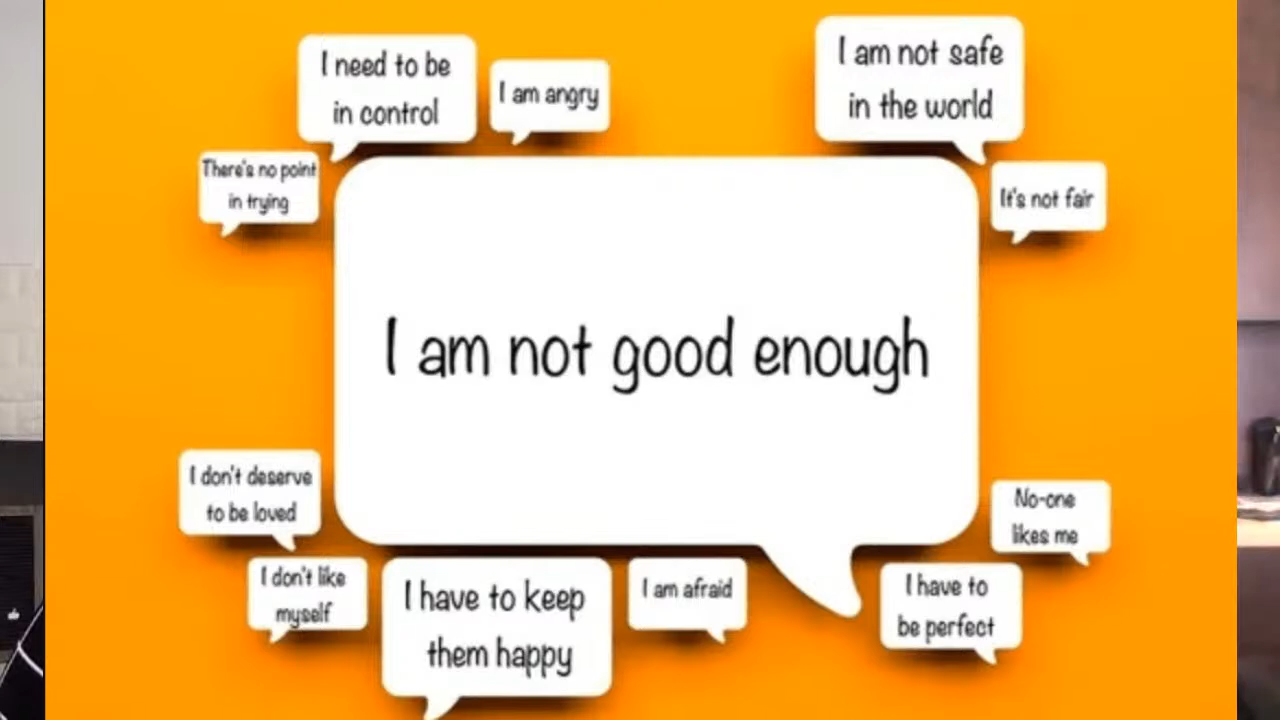 I need to be
in control
I am angry
I am not safe
in the world
There's no point
in trying
It's not fair
I am not good enough
I don't deserve
to be loved
No-one
likes me
I don't like
myself
I have to keep
them happy
I am afraid
I have to
be perfect